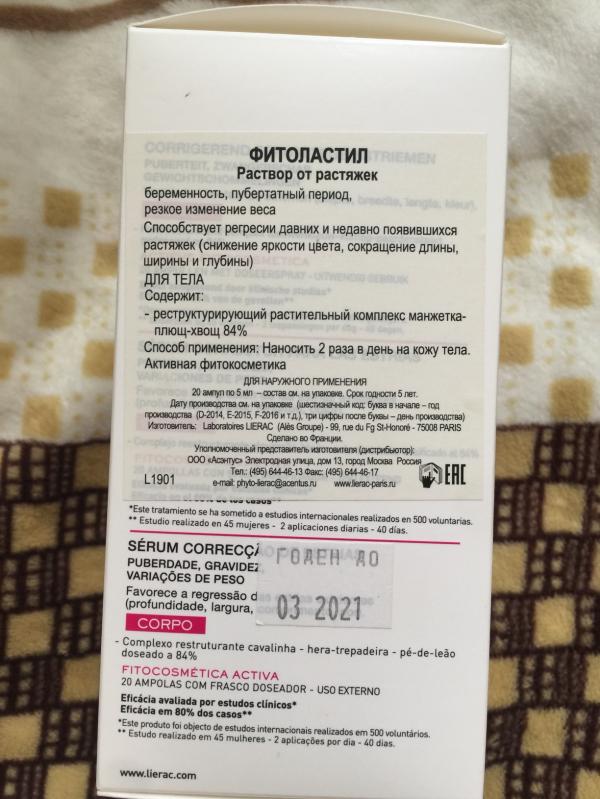 CORRIGEREND STRIEMEN
ФИТОЛАСТИЛ
Раствор от растяжек
беременность, пубертатный период,
резкое изменение веса
Способствует регрессии давних и недавно появившихся
растяжек (снижение яркости цвета, сокращение длины,
ширины и глубины)
ДЛЯ ТЕЛА
Содержит:
- реструктурирующий растительный комплекс манжетка-
плющ-хвощ 84%
Способ применения: Наносить 2 раза в день на кожу тела.
Активная фитокосметика
ДЛЯ НАРУЖНОГО ПРИМЕНЕНИЯ
20 ампул по 5 мл – состав см. на упаковке. Срок годности 5 лет.
Дату производства см. на упаковке (шестизначный код: буква в начале – год
производства (D-2014, E-2015, F-2016 и т.д.), три цифры после буквы – день производства)
Изготовитель: Laboratoires LIERAC (Alès Groupe) - 99, rue du Fg St-Honoré - 75008 PARIS
Сделано во Франции.
Уполномоченный представитель изготовителя (дистрибьютор):
ООО «Асэнтус» Электродная улица, дом 13, город Москва Россия
Тел.: (495) 644-46-13 Факс: (495) 644-46-17
L1901 e-mail: phyto-lierac@acentus.ru www.lierac-paris.ru EAC
*Este tratamiento se ha sometido a estudios internacionales realizados en 500 voluntarias.
** Estudio realizado en 45 mujeres - 2 aplicaciones diarias - 40 días.
SÉRUM CORRECÇÃ
PUBERDADE, GRAVIDEZ,
VARIAÇÕES DE PESO
ГОДЕН ДО
03 2021
Favorece a regressão d
(profundidade, largura,
CORPO
- Complexo restruturante cavalinha - hera-trepadeira - pé-de-leão
doseado a 84%
FITOCOSMÉTICA ACTIVA
20 AMPOLAS COM FRASCO DOSEADOR - USO EXTERNO
Eficácia avaliada por estudos clínicos*
Eficácia em 80% dos casos**
*Este produto foi objecto de estudos internacionais realizados em 500 voluntários.
** Estudo realizado em 45 mulheres - 2 aplicações por dia - 40 dias.
www.lierac.com